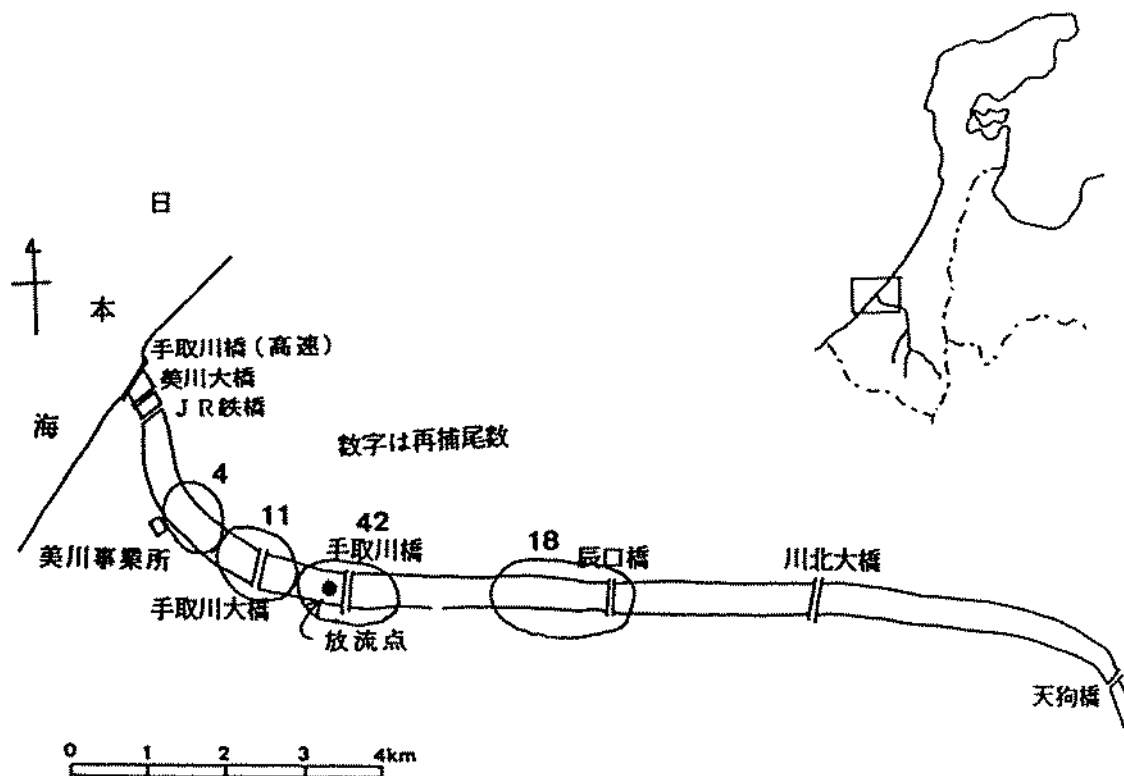 日
本
海
手取川橋(高速)
美川大橋
JR鉄橋
数字は再捕尾数
4
11
42
18
手取川橋
辰口橋
川北大橋
美川事業所
手取川大橋
放流点
天狗橋
0 1 2 3 4km